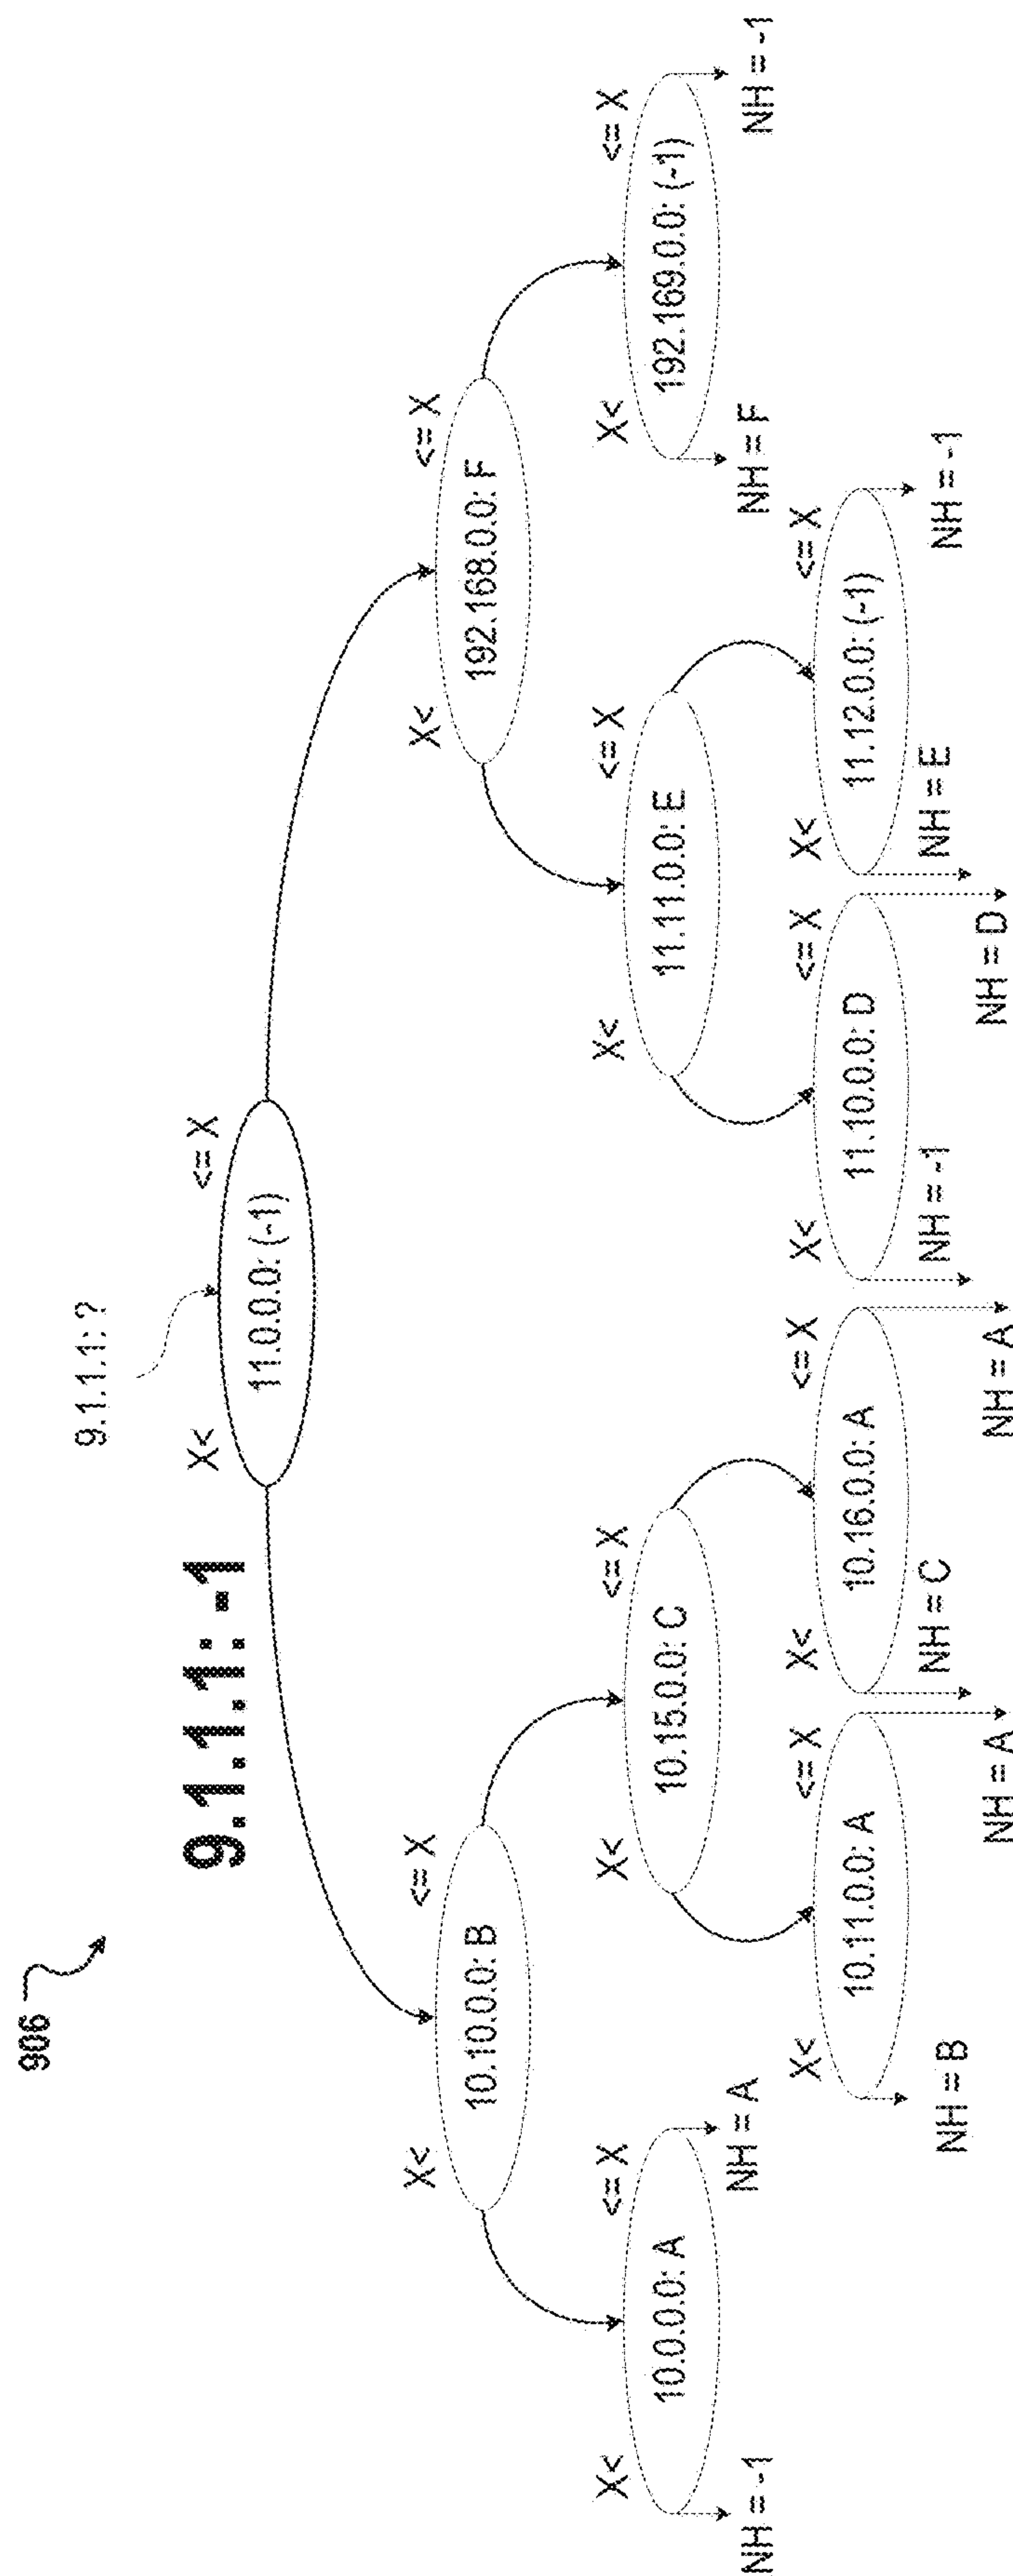 906
9.1.1.1: -1
9.1.1.1: ?
X<
<= X
11.0.0.0: (-1)
X<
<= X
10.10.0.0: B
X<
<= X
192.168.0.0: F
X<
<= X
10.0.0.0: A
NH = -1
NH = A
X<
<= X
10.15.0.0: C
X<
<= X
11.11.0.0: E
X<
<= X
192.169.0.0: (-1)
NH = F
NH = -1
X<
<= X
10.11.0.0: A
NH = B
NH = A
X<
<= X
10.16.0.0: A
NH = C
NH = A
X<
<= X
11.10.0.0: D
NH = -1
NH = D
X<
<= X
11.12.0.0: (-1)
NH = E
NH = -1